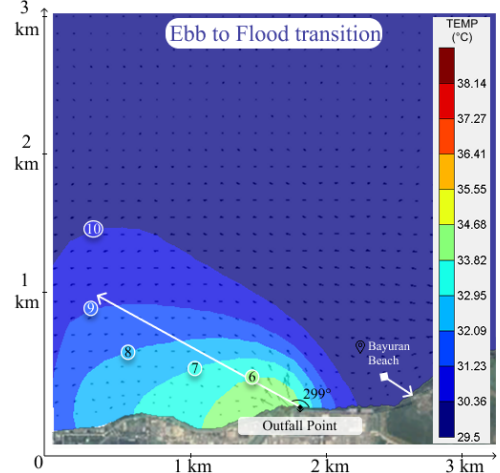 3
km
Ebb to Flood transition
TEMP
(°C)
38.14
37.27
36.41
35.55
34.68
33.82
32.95
32.09
31.23
30.36
29.5
2
km
1
km
10
9
8
7
6
299°
Bayuran
Beach
Outfall Point
0
1 km
2 km
3 km